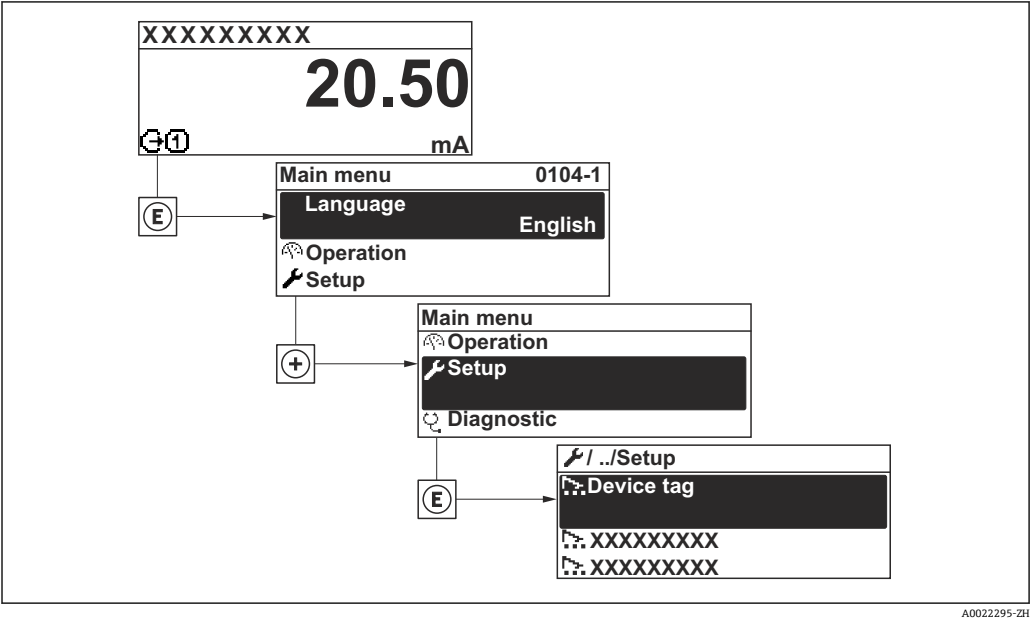 XXXXXXXXX
20.50
1
mA
Main menu 0104-1
E
Language
English
Operation
Setup
Main menu
Operation
+
Setup
Diagnostic
/ ../Setup
E
Device tag
XXXXXXXXX
XXXXXXXXX
A0022295-ZH